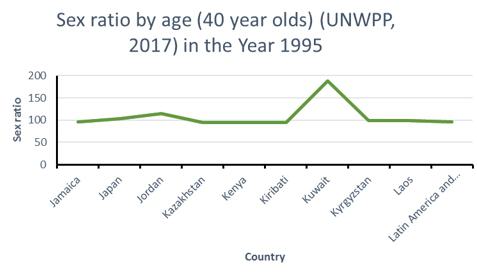 Sex ratio by age (40 year olds) (UNWPP,
2017) in the Year 1995
200
150
100
50
0
Sex ratio
Jamaica
Japan
Jordan
Kazakhstan
Kenya
Kiribati
Kuwait
Kyrgyzstan
Laos
Latin America and...
Country